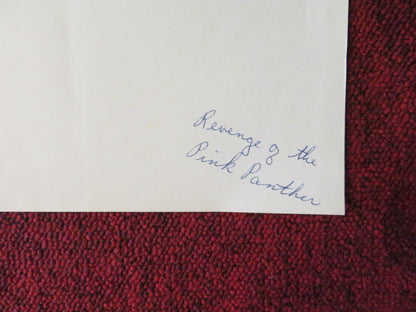 Revenge of the
Pink Panther